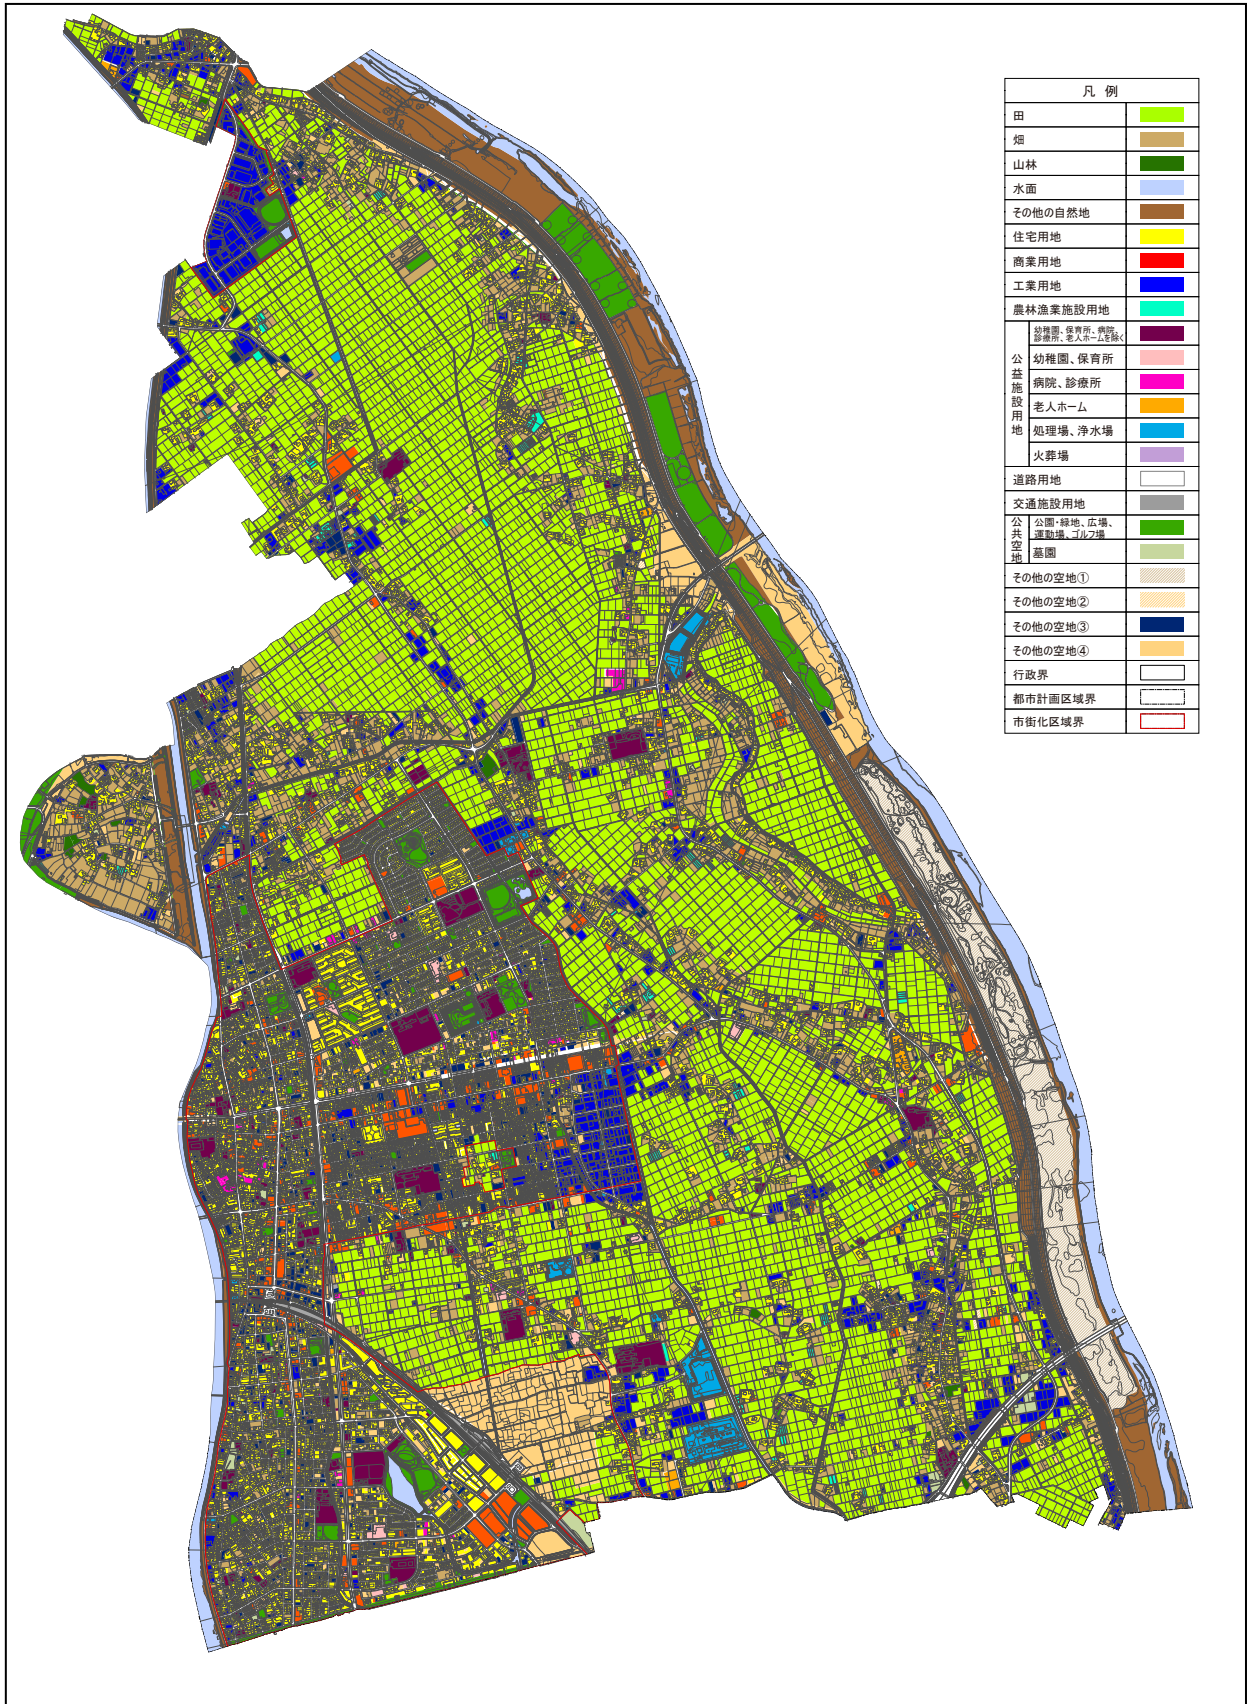 凡 例
田
畑
山林
水面
その他の自然地
住宅用地
商業用地
工業用地
農林漁業施設用地
公益施設用地
幼稚園、保育所、病院、
診療所、老人ホームを除く
幼稚園、保育所
病院、診療所
老人ホーム
処理場、浄水場
火葬場
道路用地
交通施設用地
公共空地
公園・緑地、広場、
運動場、ゴルフ場
墓園
その他の空地①
その他の空地②
その他の空地③
その他の空地④
行政界
都市計画区域界
市街化区域界